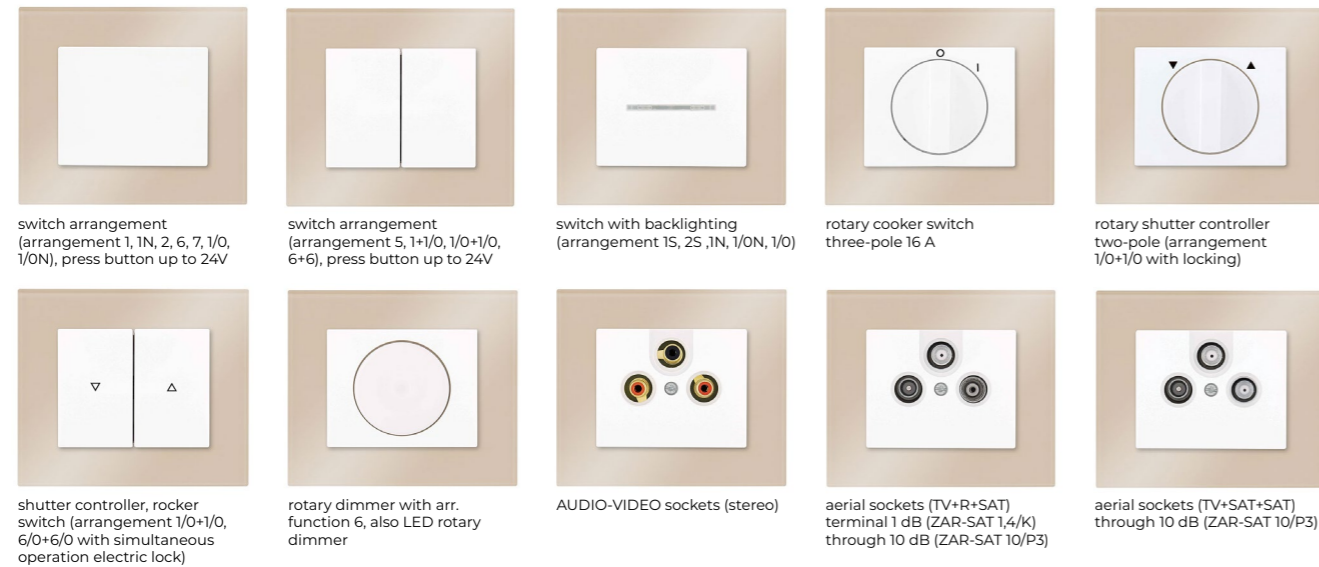 O
I
▼ ▲
switch arrangement
(arrangement 1, 1N, 2, 6, 7, 1/0,
1/0N), press button up to 24V
switch arrangement
(arrangement 5, 1+1/0, 1/0+1/0,
6+6), press button up to 24V
switch with backlighting
(arrangement 1S, 2S ,1N, 1/0N, 1/0)
rotary cooker switch
three-pole 16 A
rotary shutter controller
two-pole (arrangement
1/0+1/0 with locking)
▽ △
shutter controller, rocker
switch (arrangement 1/0+1/0,
6/0+6/0 with simultaneous
operation electric lock)
rotary dimmer with arr.
function 6, also LED rotary
dimmer
AUDIO-VIDEO sockets (stereo)
aerial sockets (TV+R+SAT)
terminal 1 dB (ZAR-SAT 1,4/K)
through 10 dB (ZAR-SAT 10/P3)
aerial sockets (TV+SAT+SAT)
through 10 dB (ZAR-SAT 10/P3)